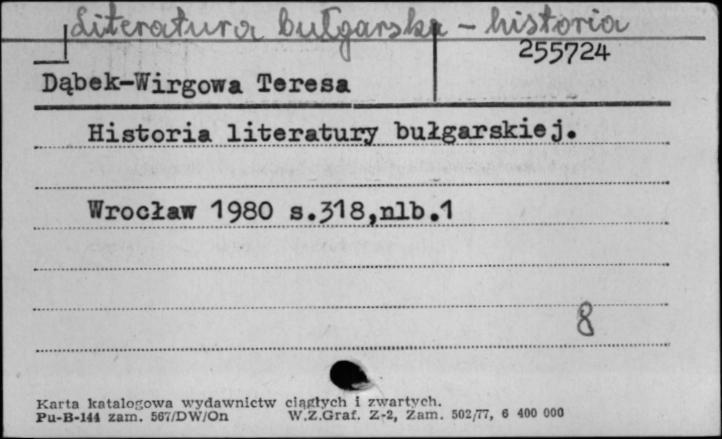 Literatura bułgarska – historia
255724
Dąbek-Wirgowa Teresa
Historia literatury bułgarskiej.
Wrocław 1980 s.318,nlb.1
8
Karta katalogowa wydawnictw ciągłych i zwartych.
Pu-B-144 zam. 567/DW/On W.Z.Graf. Z-2, Zam. 502/77, 6 400 000